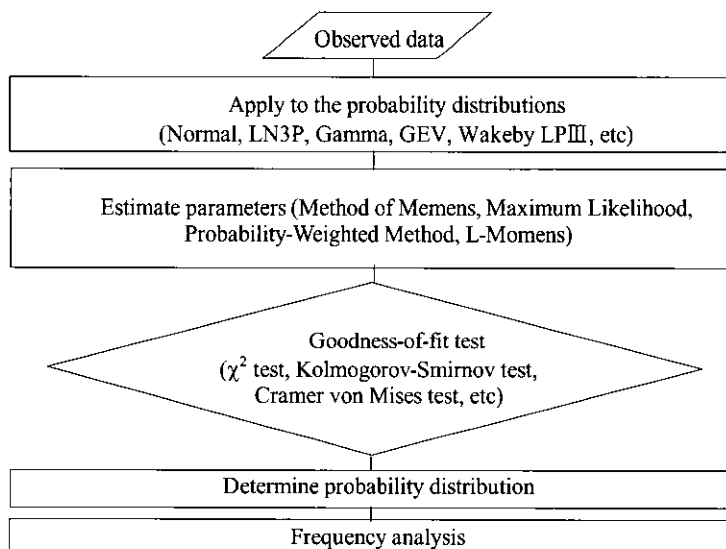 Observed data
Apply to the probability distributions
(Normal, LN3P, Gamma, GEV, Wakeby LPⅢ, etc)
Estimate parameters (Method of Memens, Maximum Likelihood,
Probability-Weighted Method, L-Momens)
Goodness-of-fit test
(χ² test, Kolmogorov-Smirnov test,
Cramer von Mises test, etc)
Determine probability distribution
Frequency analysis